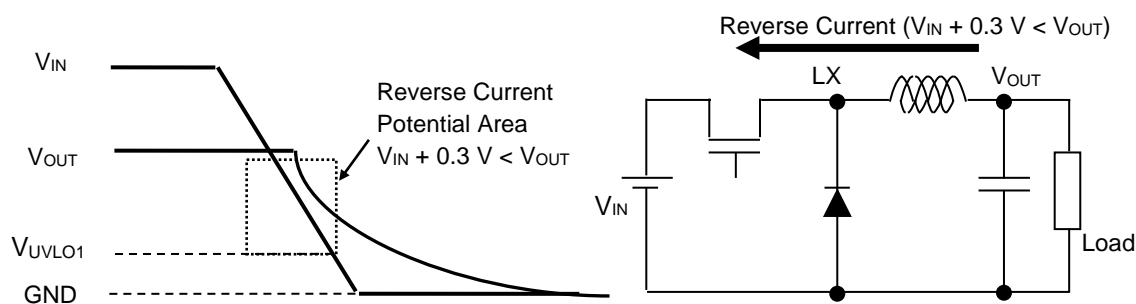 VIN
VOUT
VUVLO1
GND
Reverse Current
Potential Area
VIN + 0.3 V < VOUT
Reverse Current (VIN + 0.3 V < VOUT)
LX
VOUT
VIN
Load